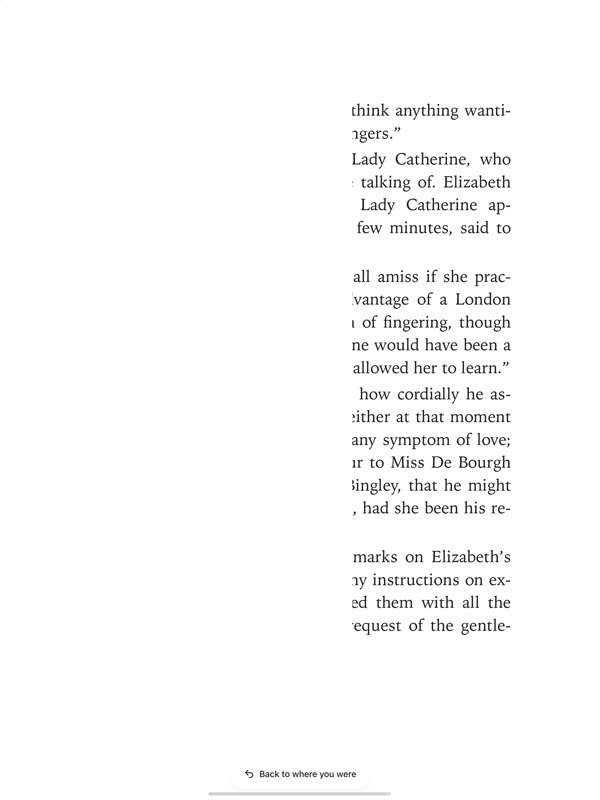 think anything wanti-
ngers.”
Lady Catherine, who
talking of. Elizabeth
Lady Catherine ap-
few minutes, said to
all amiss if she prac-
vantage of a London
of fingering, though
ne would have been a
allowed her to learn.”
how cordially he as-
either at that moment
any symptom of love;
ur to Miss De Bourgh
Bingley, that he might
, had she been his re-
marks on Elizabeth’s
ny instructions on ex-
ed them with all the
request of the gentle-
Back to where you were